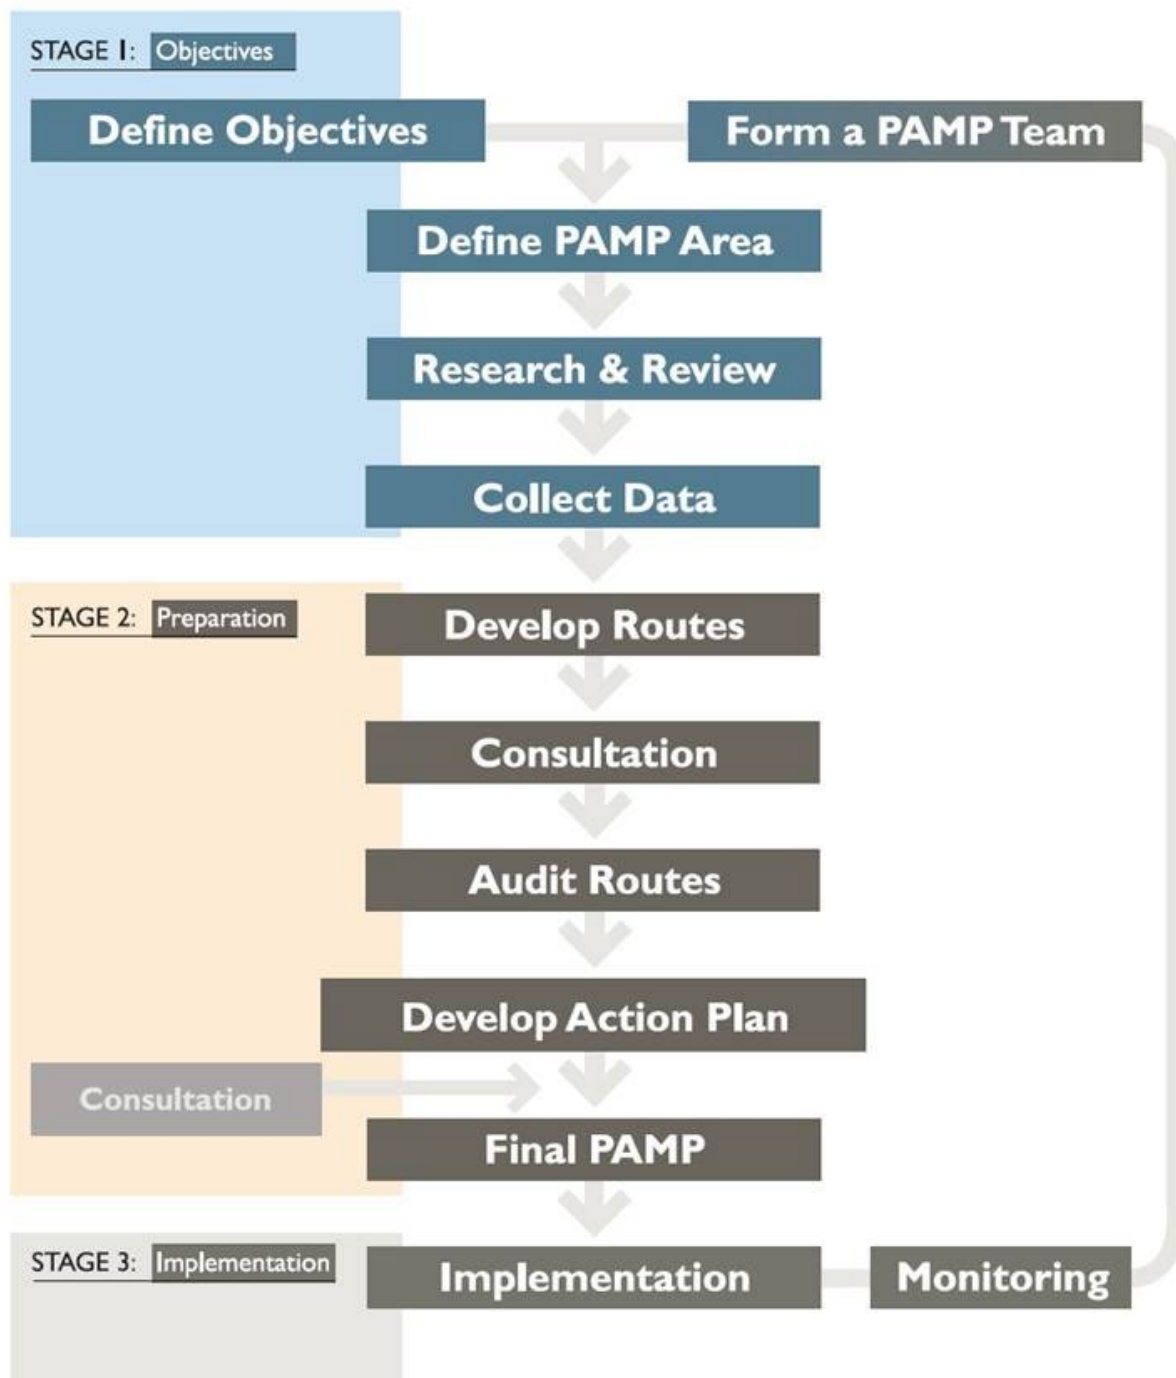 STAGE 1: Objectives
Define Objectives
Form a PAMP Team
Define PAMP Area
Research & Review
Collect Data
STAGE 2: Preparation
Develop Routes
Consultation
Audit Routes
Develop Action Plan
Consultation
Final PAMP
STAGE 3: Implementation
Implementation
Monitoring